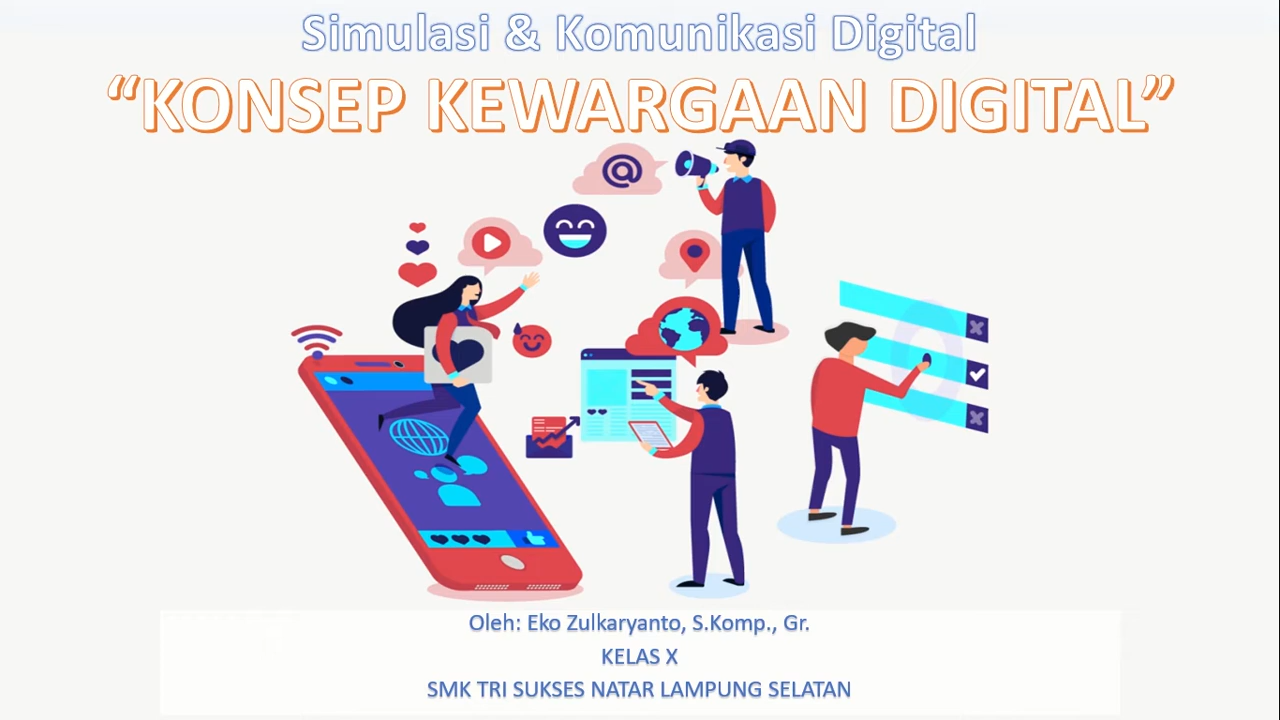 Simulasi & Komunikasi Digital
“KONSEP KEWARGAAN DIGITAL”
Oleh: Eko Zulkaryanto, S.Komp., Gr.
KELAS X
SMK TRI SUKSES NATAR LAMPUNG SELATAN